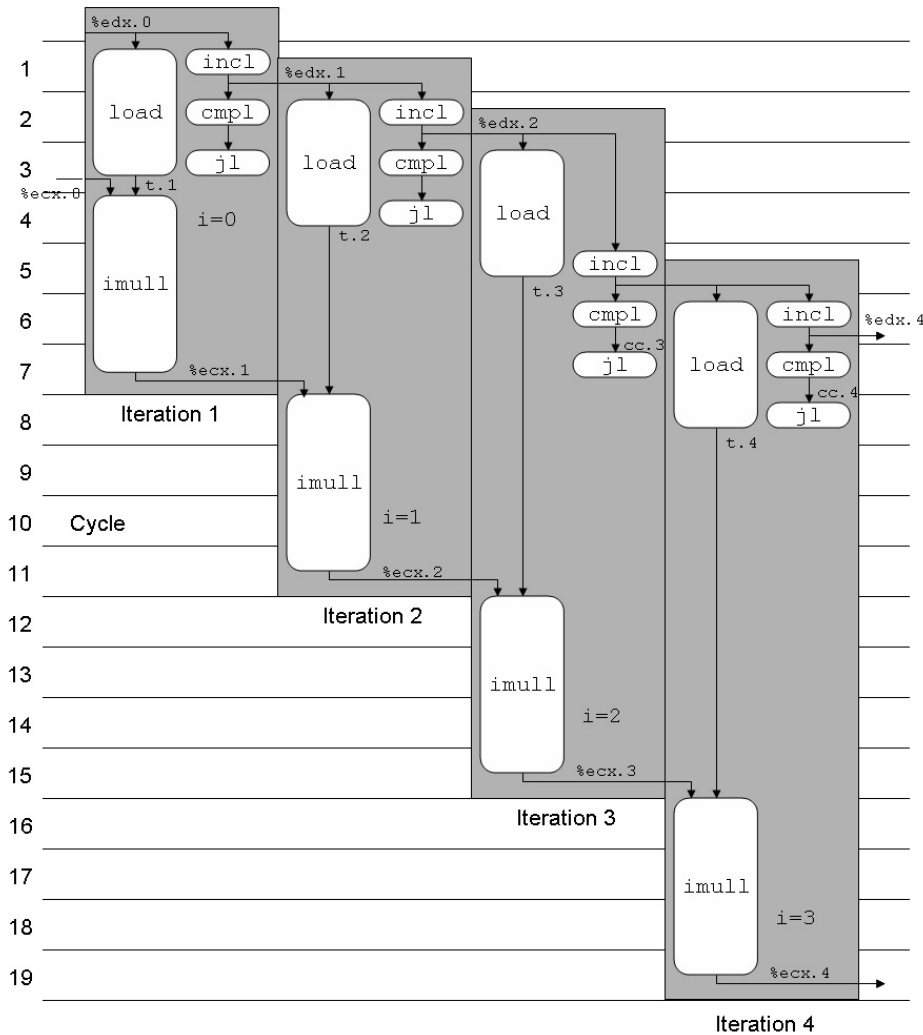 %edx.0
1
incl
%edx.1
load
2
cmpl
incl
%edx.2
load
3
jl
cmpl
load
%ecx.0
t.1
4
i=0
jl
t.2
5
incl
imull
t.3
6
cmpl
incl
%edx.4
cc.3
load
7
jl
cmpl
%ecx.1
cc.4
8
Iteration 1
jl
t.4
9
imull
10
Cycle
i=1
11
%ecx.2
12
Iteration 2
13
imull
14
i=2
15
%ecx.3
16
Iteration 3
17
imull
18
i=3
19
%ecx.4
Iteration 4